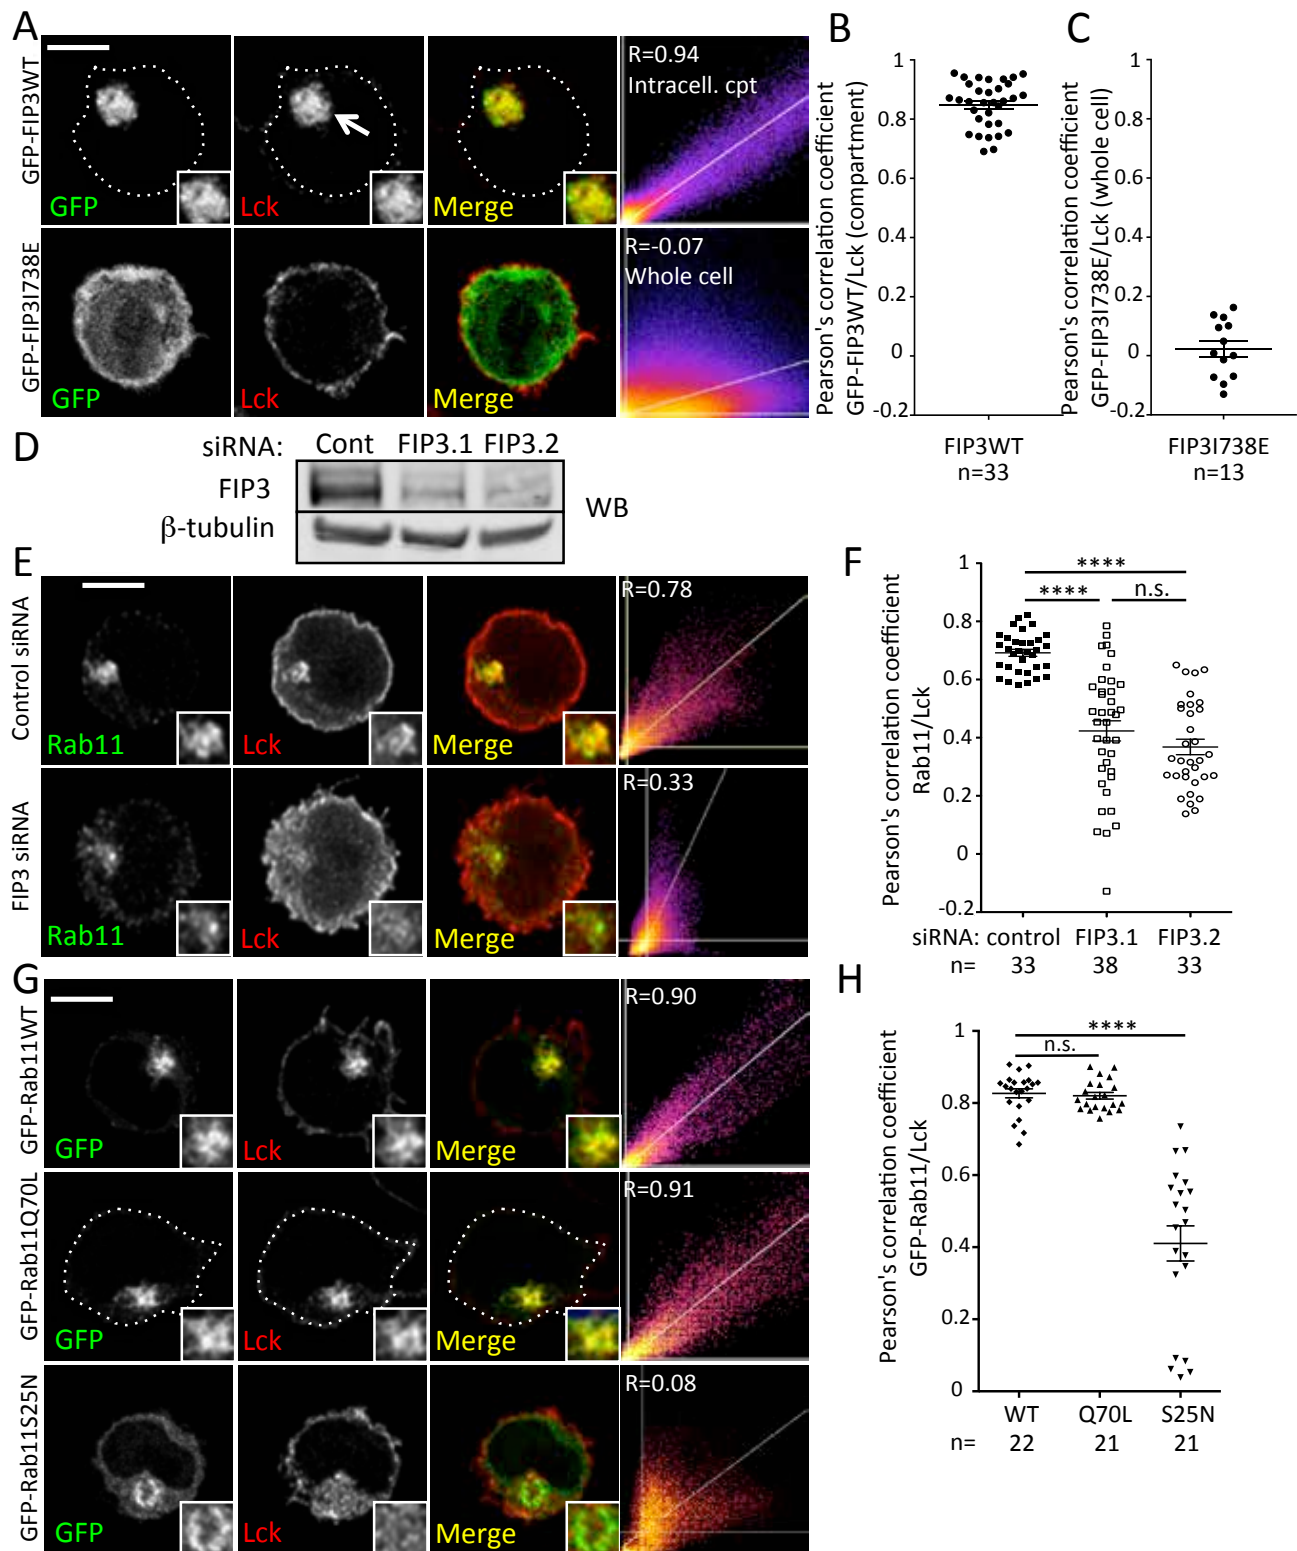 A
GFP-FIP3WT
GFP
Lck
Merge
R=0.94
Intracell. cpt
GFP-FIP3I738E
GFP
Lck
Merge
R=-0.07
Whole cell
B
Pearson's correlation coefficient
GFP-FIP3WT/Lck (compartment)
1
0.8
0.6
0.4
0.2
0
-0.2
FIP3WT
n=33
C
Pearson's correlation coefficient
GFP-FIP3I738E/Lck (whole cell)
1
0.8
0.6
0.4
0.2
0
-0.2
FIP3I738E
n=13
D
siRNA: Cont FIP3.1 FIP3.2
FIP3
β-tubulin
WB
E
Control siRNA
Rab11
Lck
Merge
R=0.78
FIP3 siRNA
Rab11
Lck
Merge
R=0.33
F
Pearson's correlation coefficient
Rab11/Lck
1
0.8
0.6
0.4
0.2
0
-0.2
****
**** n.s.
siRNA: control FIP3.1 FIP3.2
n= 33 38 33
G
GFP-Rab11WT
GFP
Lck
Merge
R=0.90
GFP-Rab11Q70L
GFP
Lck
Merge
R=0.91
GFP-Rab11S25N
GFP
Lck
Merge
R=0.08
H
Pearson's correlation coefficient
GFP-Rab11/Lck
1
0.8
0.6
0.4
0.2
0
****
n.s.
WT Q70L S25N
n= 22 21 21